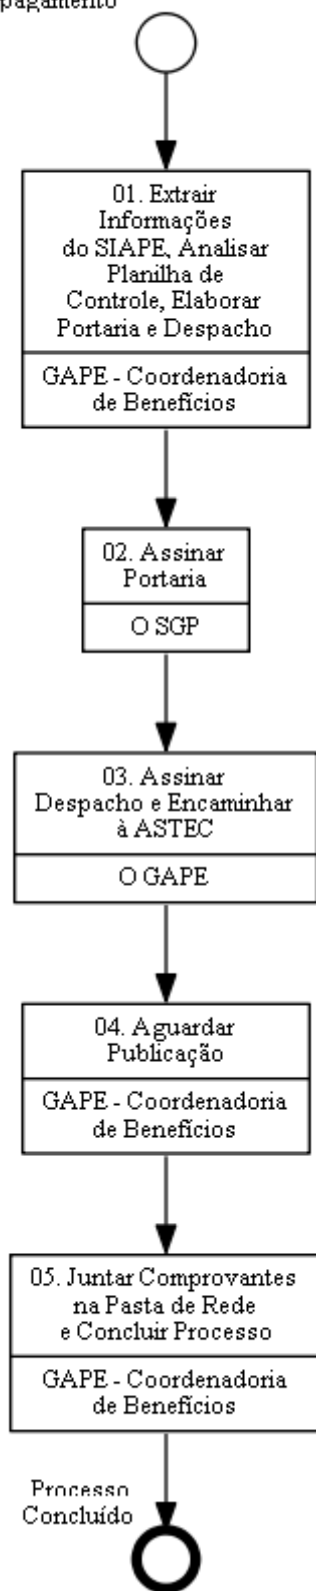 pagamento
01. Extrair
Informações
do SIAPE, Analisar
Planilha de
Controle, Elaborar
Portaria e Despacho
GAPE - Coordenadoria
de Benefícios
02. Assinar
Portaria
O SGP
03. Assinar
Despacho e Encaminhar
à ASTEC
O GAPE
04. Aguardar
Publicação
GAPE - Coordenadoria
de Benefícios
05. Juntar Comprovantes
na Pasta de Rede
e Concluir Processo
GAPE - Coordenadoria
de Benefícios
Processo
Concluído